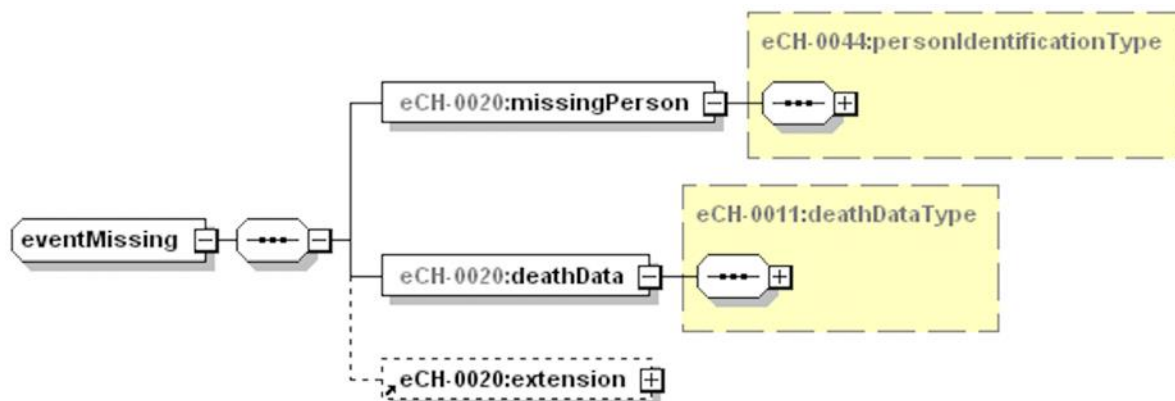 eCH-0044:personIdentificationType
eCH-0020:missingPerson
eCH-0011:deathDataType
eventMissing
eCH-0020:deathData
eCH-0020:extension